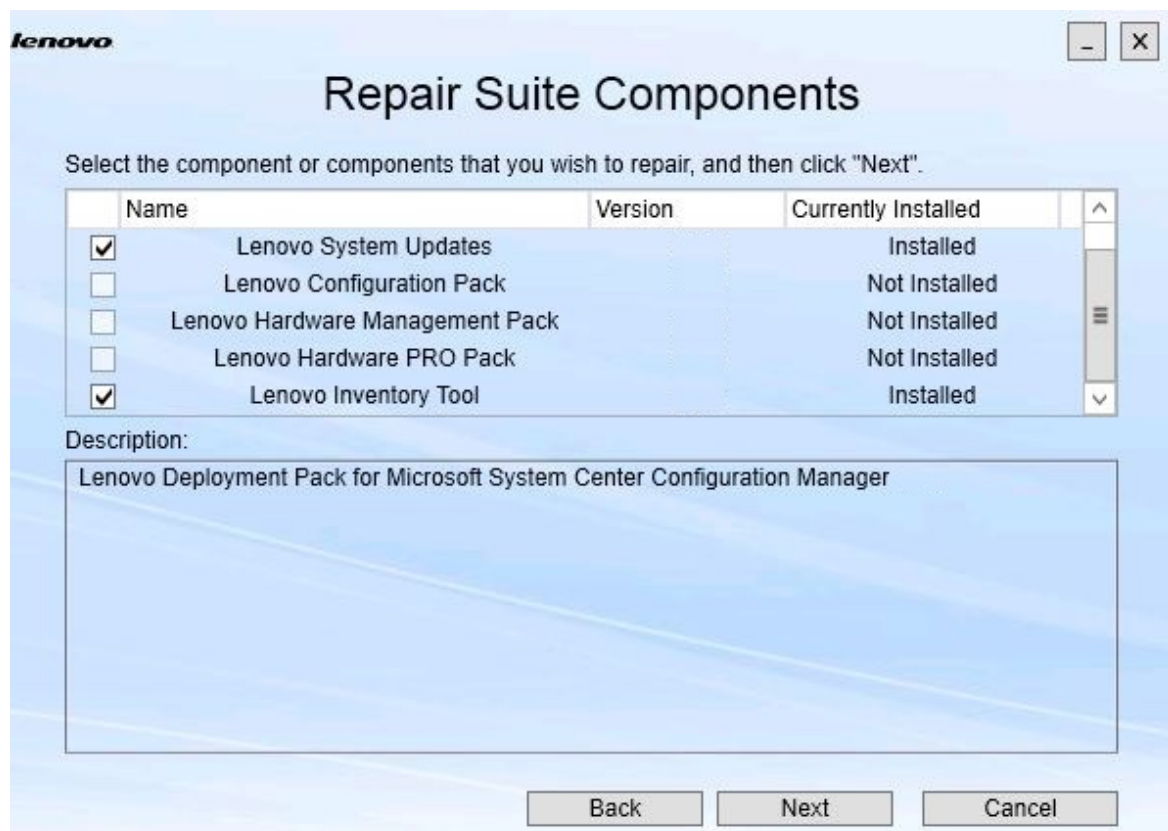 lenovo
Repair Suite Components
Select the component or components that you wish to repair, and then click "Next".
Name Version Currently Installed
Lenovo System Updates Installed
Lenovo Configuration Pack Not Installed
Lenovo Hardware Management Pack Not Installed
Lenovo Hardware PRO Pack Not Installed
Lenovo Inventory Tool Installed
Description:
Lenovo Deployment Pack for Microsoft System Center Configuration Manager
Back Next Cancel